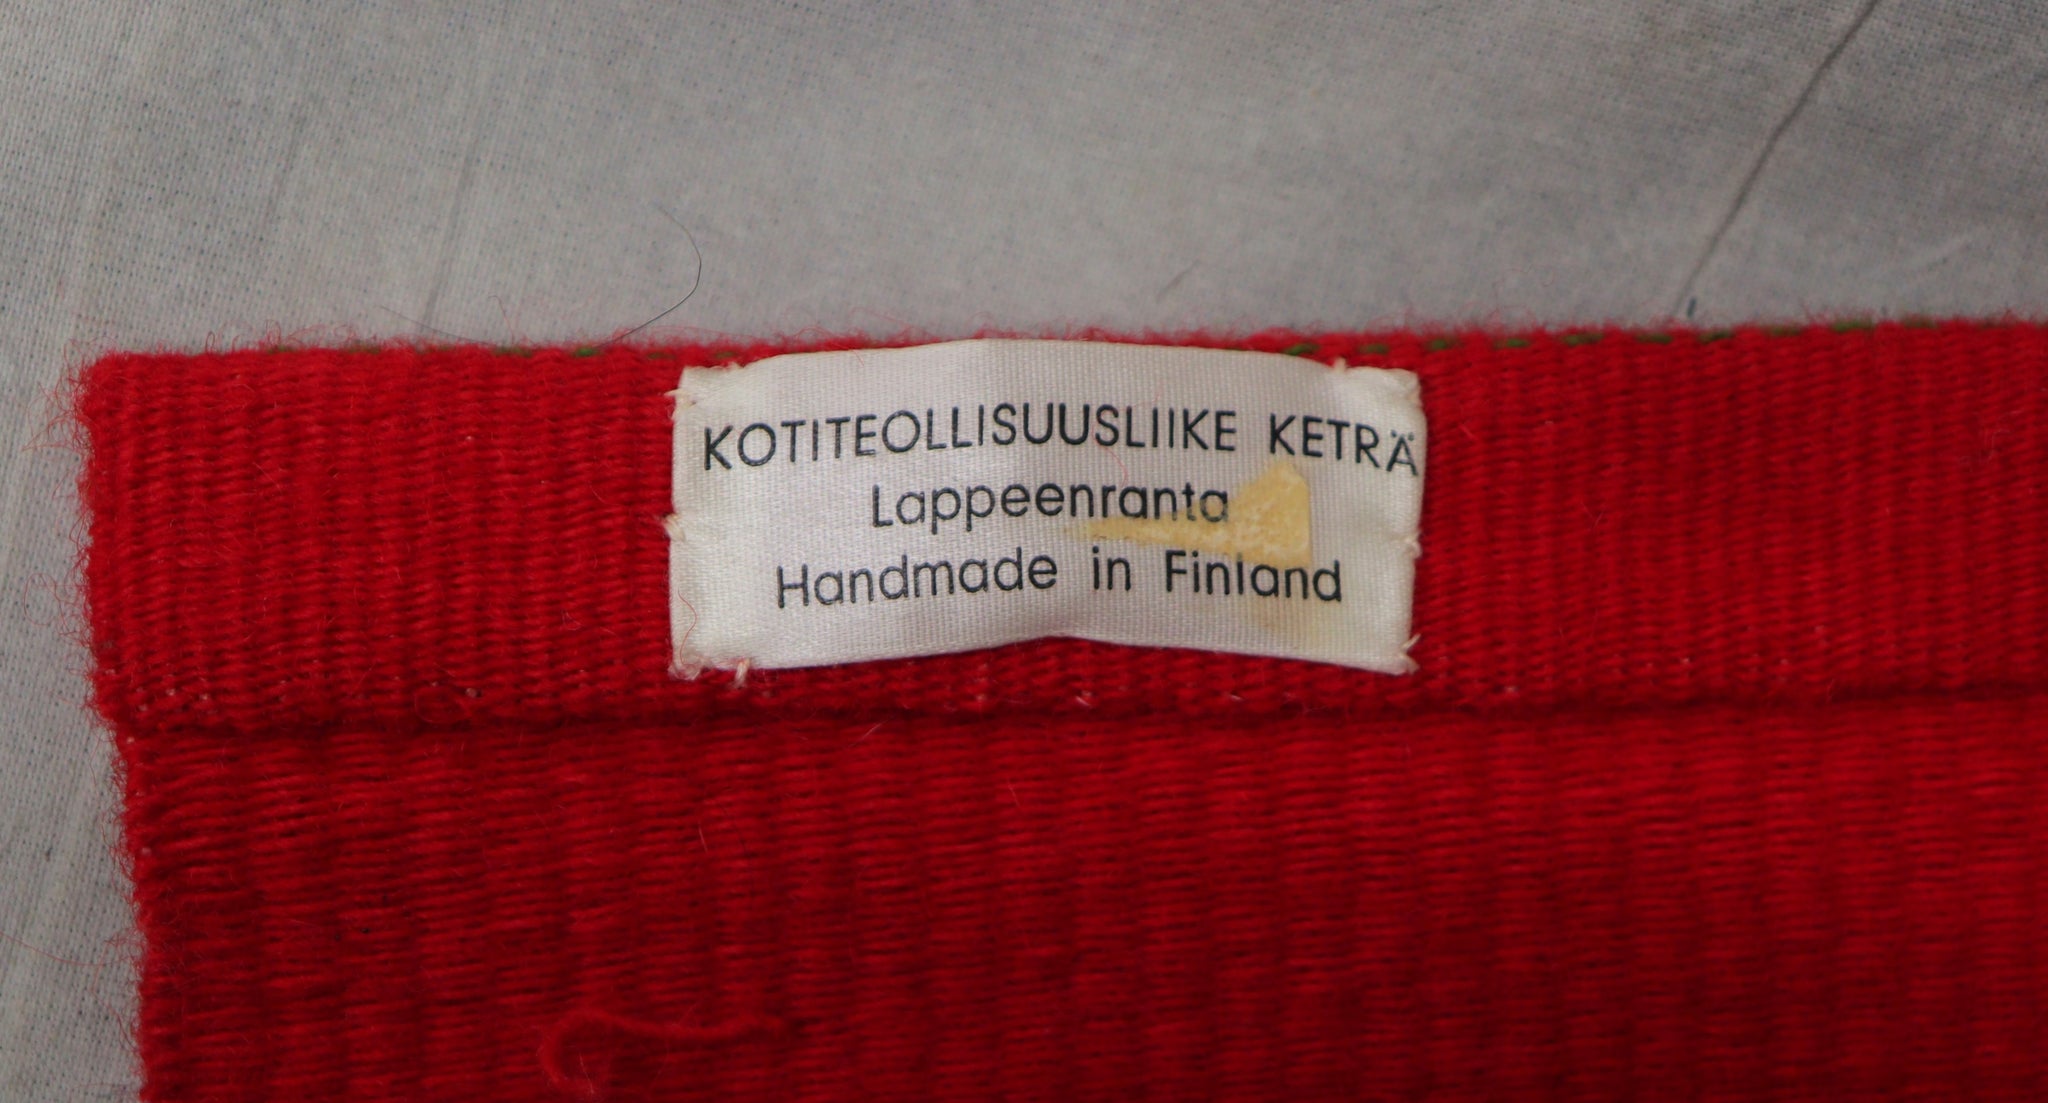 KOTITEOLLISUUSLIIKE KETRÄ
Lappeenranta
Handmade in Finland